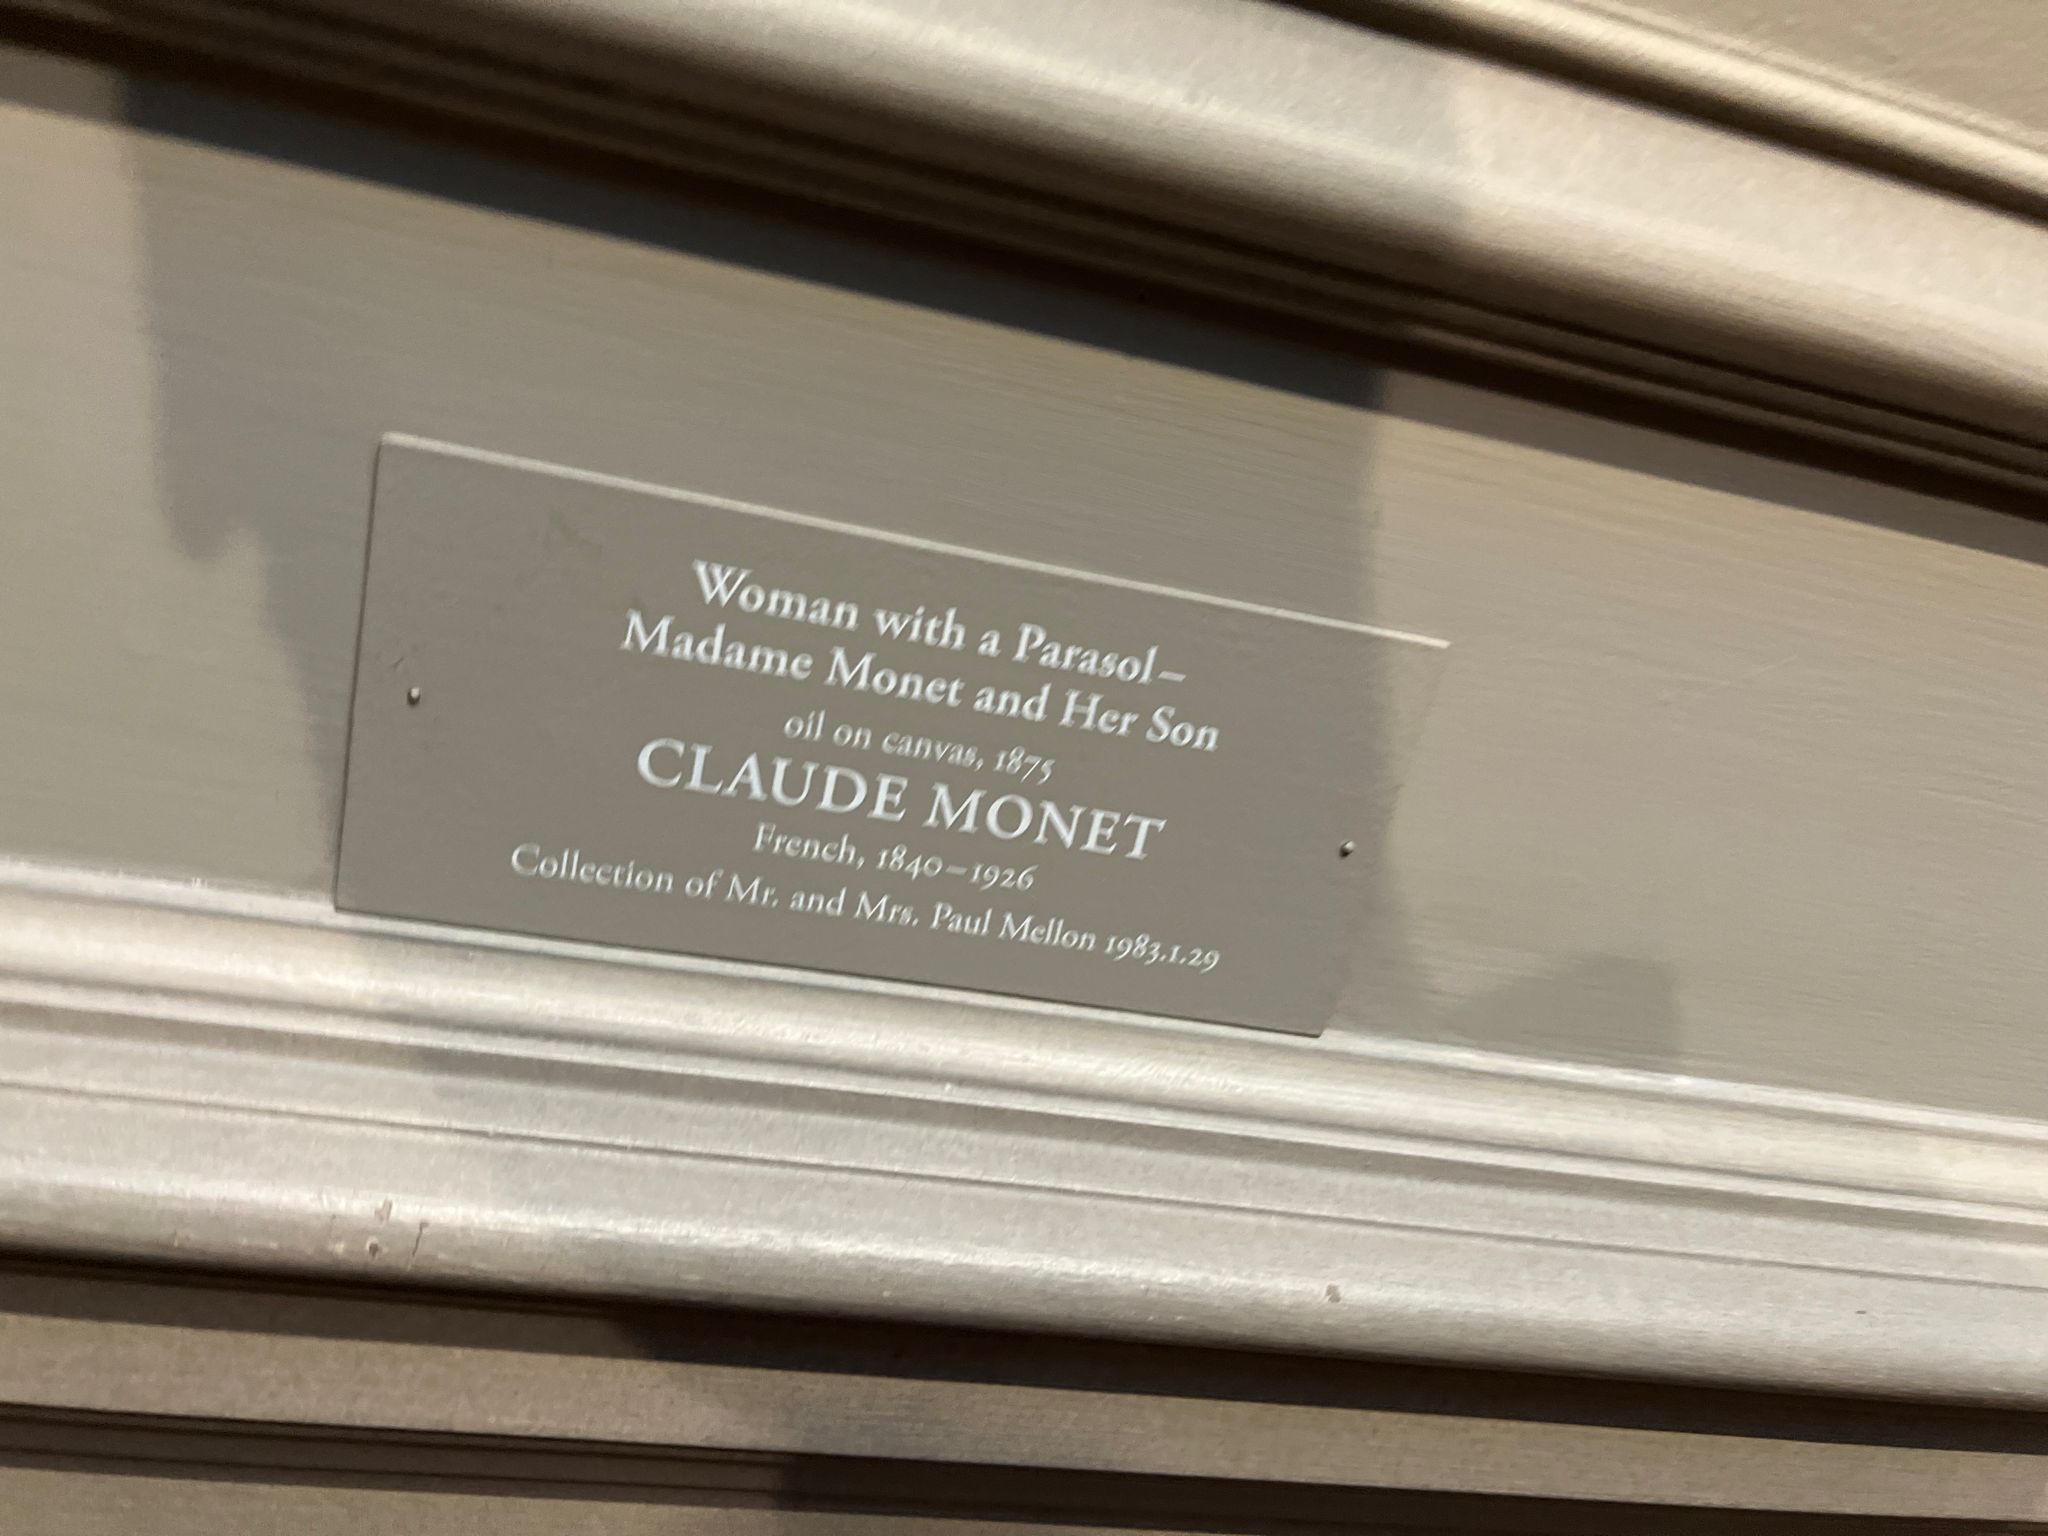 Woman with a Parasol–
Madame Monet and Her Son
oil on canvas, 1875
CLAUDE MONET
French, 1840–1926
Collection of Mr. and Mrs. Paul Mellon 1983.1.29